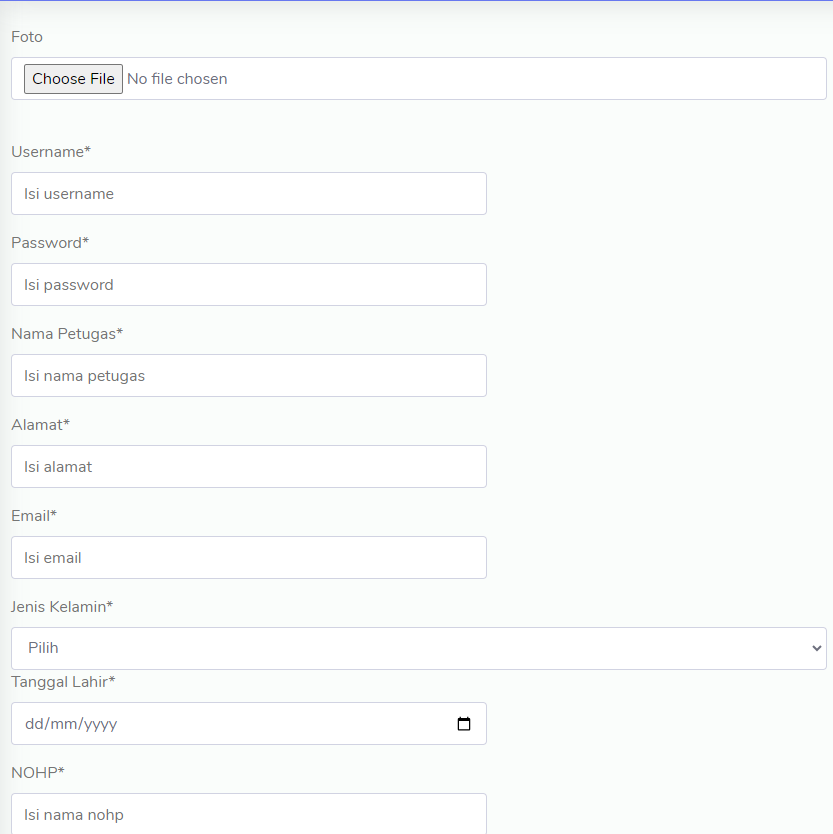 Foto
Choose File No file chosen
Username*
Isi username
Password*
Isi password
Nama Petugas*
Isi nama petugas
Alamat*
Isi alamat
Email*
Isi email
Jenis Kelamin*
Pilih
Tanggal Lahir*
dd/mm/yyyy
NOHP*
Isi nama nohp